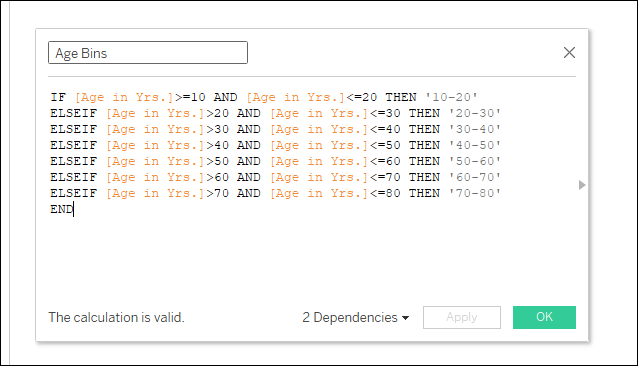 Age Bins
IF [Age in Yrs.]>=10 AND [Age in Yrs.]<=20 THEN '10-20'
ELSEIF [Age in Yrs.]>20 AND [Age in Yrs.]<=30 THEN '20-30'
ELSEIF [Age in Yrs.]>30 AND [Age in Yrs.]<=40 THEN '30-40'
ELSEIF [Age in Yrs.]>40 AND [Age in Yrs.]<=50 THEN '40-50'
ELSEIF [Age in Yrs.]>50 AND [Age in Yrs.]<=60 THEN '50-60'
ELSEIF [Age in Yrs.]>60 AND [Age in Yrs.]<=70 THEN '60-70'
ELSEIF [Age in Yrs.]>70 AND [Age in Yrs.]<=80 THEN '70-80'
END
The calculation is valid. 2 Dependencies Apply OK